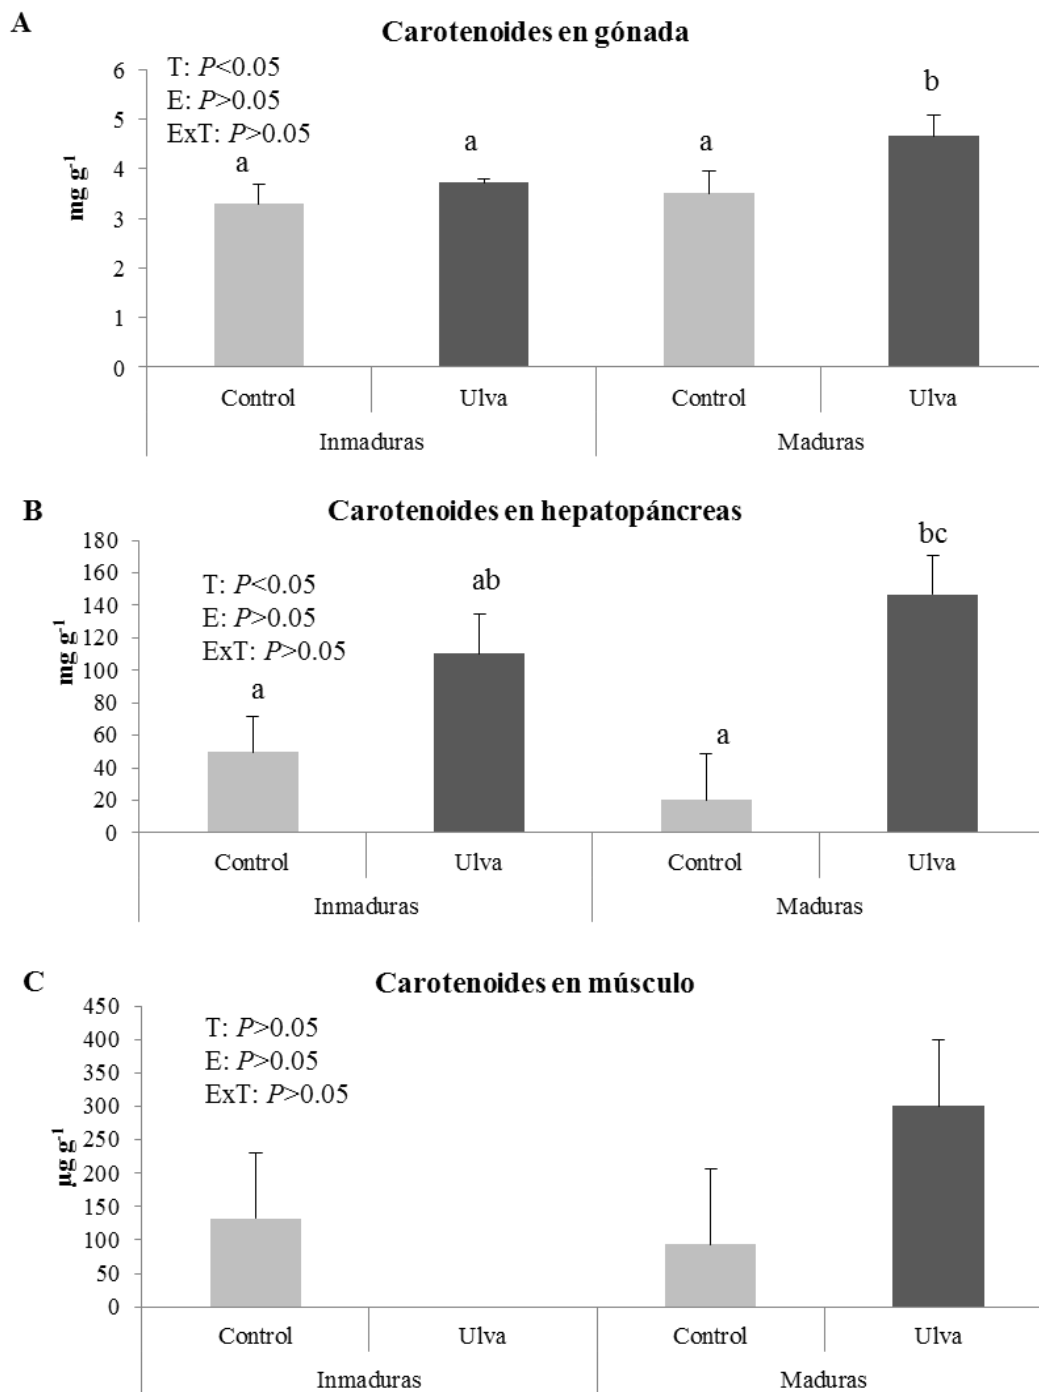 A
Carotenoides en gónada
T: P<0.05
E: P>0.05
ExT: P>0.05
mg g-1
6
5
4
3
2
1
0
a
a
a
b
Control
Ulva
Control
Ulva
Inmaduras
Maduras
B
Carotenoides en hepatopáncreas
T: P<0.05
E: P>0.05
ExT: P>0.05
mg g-1
180
160
140
120
100
80
60
40
20
0
a
ab
a
bc
Control
Ulva
Control
Ulva
Inmaduras
Maduras
C
Carotenoides en músculo
T: P>0.05
E: P>0.05
ExT: P>0.05
µg g-1
450
400
350
300
250
200
150
100
50
0
Control
Ulva
Control
Ulva
Inmaduras
Maduras